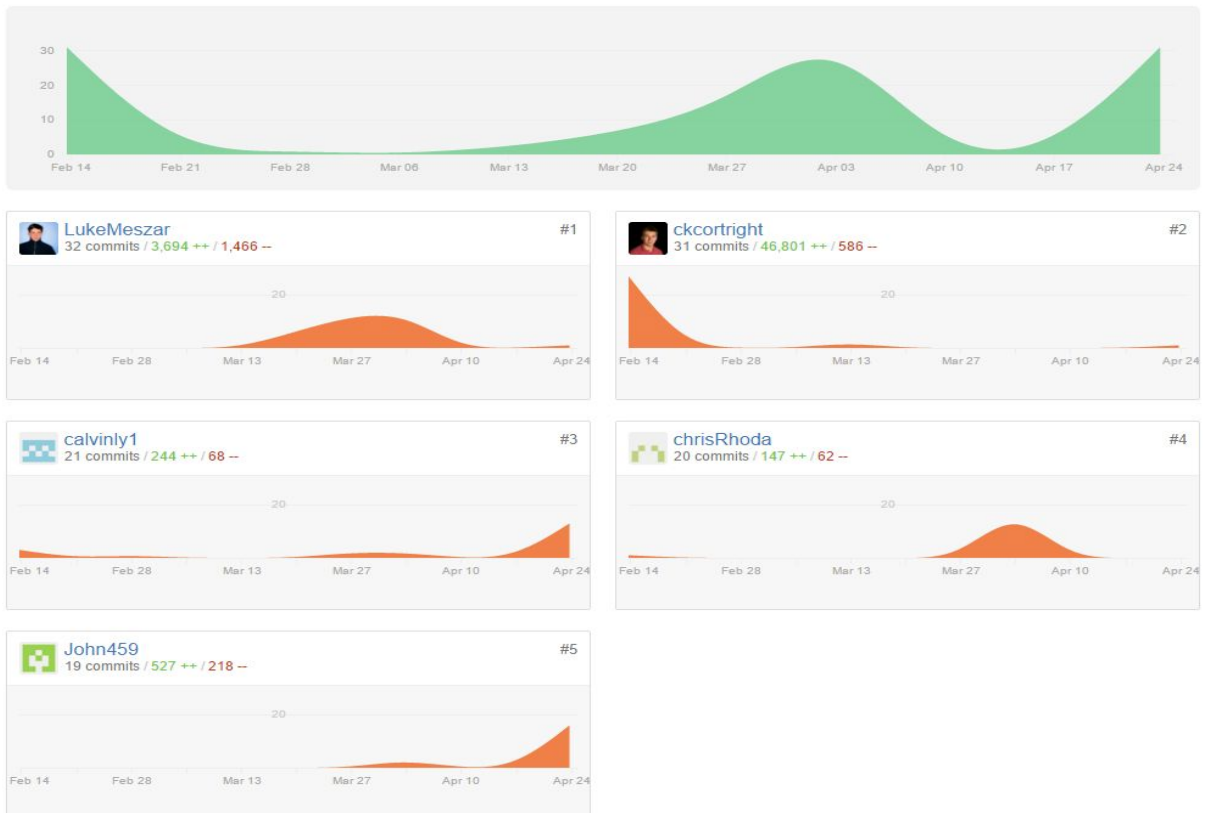 30
20
10
0
Feb 14 Feb 21 Feb 28 Mar 06 Mar 13 Mar 20 Mar 27 Apr 03 Apr 10 Apr 17 Apr 24
LukeMeszar #1
32 commits / 3,694 ++ / 1,466 --
20
Feb 14 Feb 28 Mar 13 Mar 27 Apr 10 Apr 24
ckcortright #2
31 commits / 46,801 ++ / 586 --
20
Feb 14 Feb 28 Mar 13 Mar 27 Apr 10 Apr 24
calvinly1 #3
21 commits / 244 ++ / 68 --
20
Feb 14 Feb 28 Mar 13 Mar 27 Apr 10 Apr 24
chrisRhoda #4
20 commits / 147 ++ / 62 --
20
Feb 14 Feb 28 Mar 13 Mar 27 Apr 10 Apr 24
John459 #5
19 commits / 527 ++ / 218 --
20
Feb 14 Feb 28 Mar 13 Mar 27 Apr 10 Apr 24